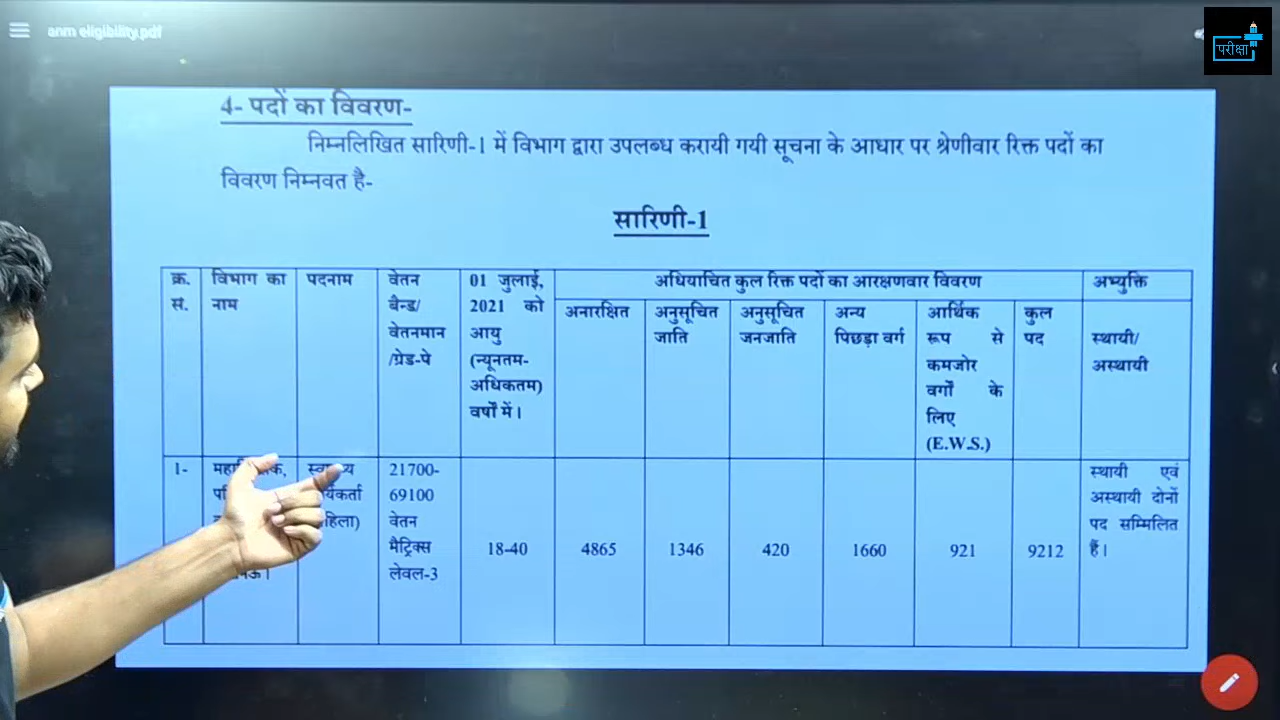 anm eligibility.pdf
परीक्षा
4- पदों का विवरण-
निम्नलिखित सारिणी-1 में विभाग द्वारा उपलब्ध करायी गयी सूचना के आधार पर श्रेणीवार रिक्त पदों का
विवरण निम्नवत है-
सारिणी-1
क्र.
सं.
विभाग का
नाम
पदनाम
वेतन
बैन्ड/
वेतनमान
/ग्रेड-पे
01 जुलाई,
2021 को
आयु
(न्यूनतम-
अधिकतम)
वर्षों में।
अधियाचित कुल रिक्त पदों का आरक्षणवार विवरण
अनारक्षित
अनुसूचित
जाति
अनुसूचित
जनजाति
अन्य
पिछड़ा वर्ग
आर्थिक
रूप से
कमजोर
वर्गों के
लिए
(E.W.S.)
कुल
पद
अभ्युक्ति
स्थायी/
अस्थायी
1-
21700-
69100
वेतन
मैट्रिक्स
लेवल-3
18-40
4865
1346
420
1660
921
9212
स्थायी एवं
अस्थायी दोनों
पद सम्मिलित
हैं।